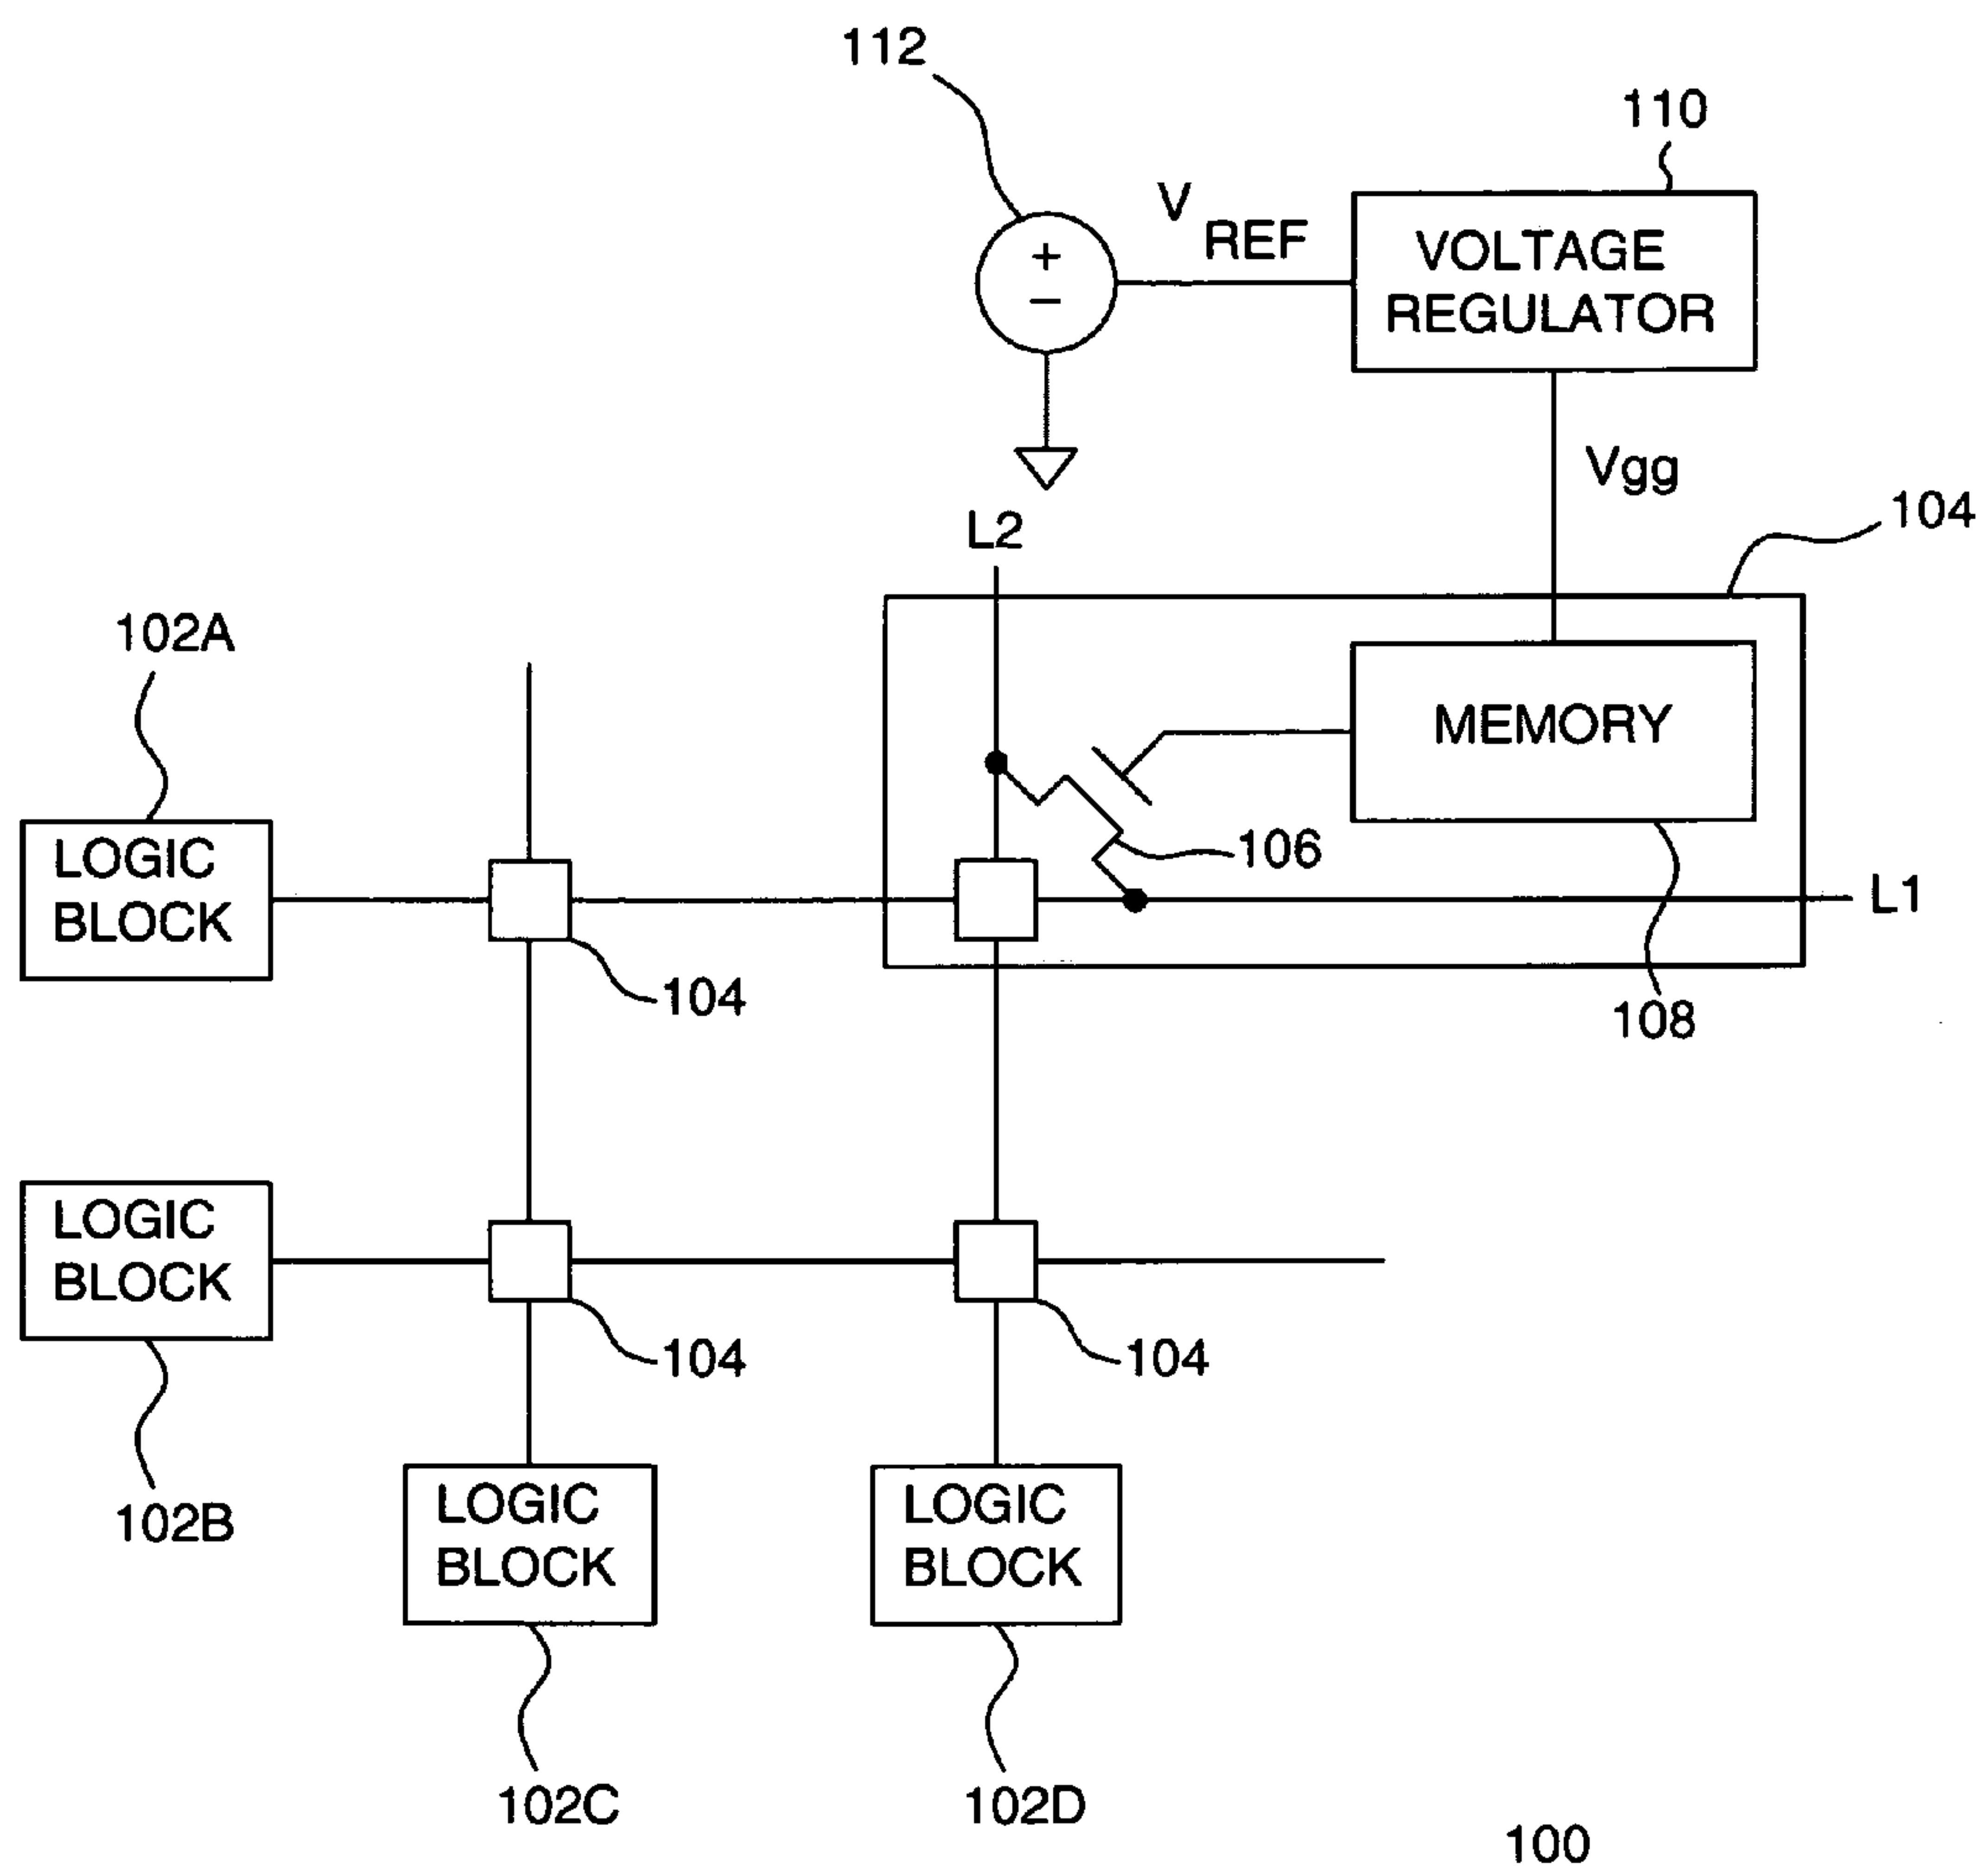 112
110
V
REF
VOLTAGE
REGULATOR
+
−
Vgg
104
L2
102A
MEMORY
LOGIC
BLOCK
106
L1
104
108
LOGIC
BLOCK
104
104
102B
LOGIC
BLOCK
LOGIC
BLOCK
102C
102D
100